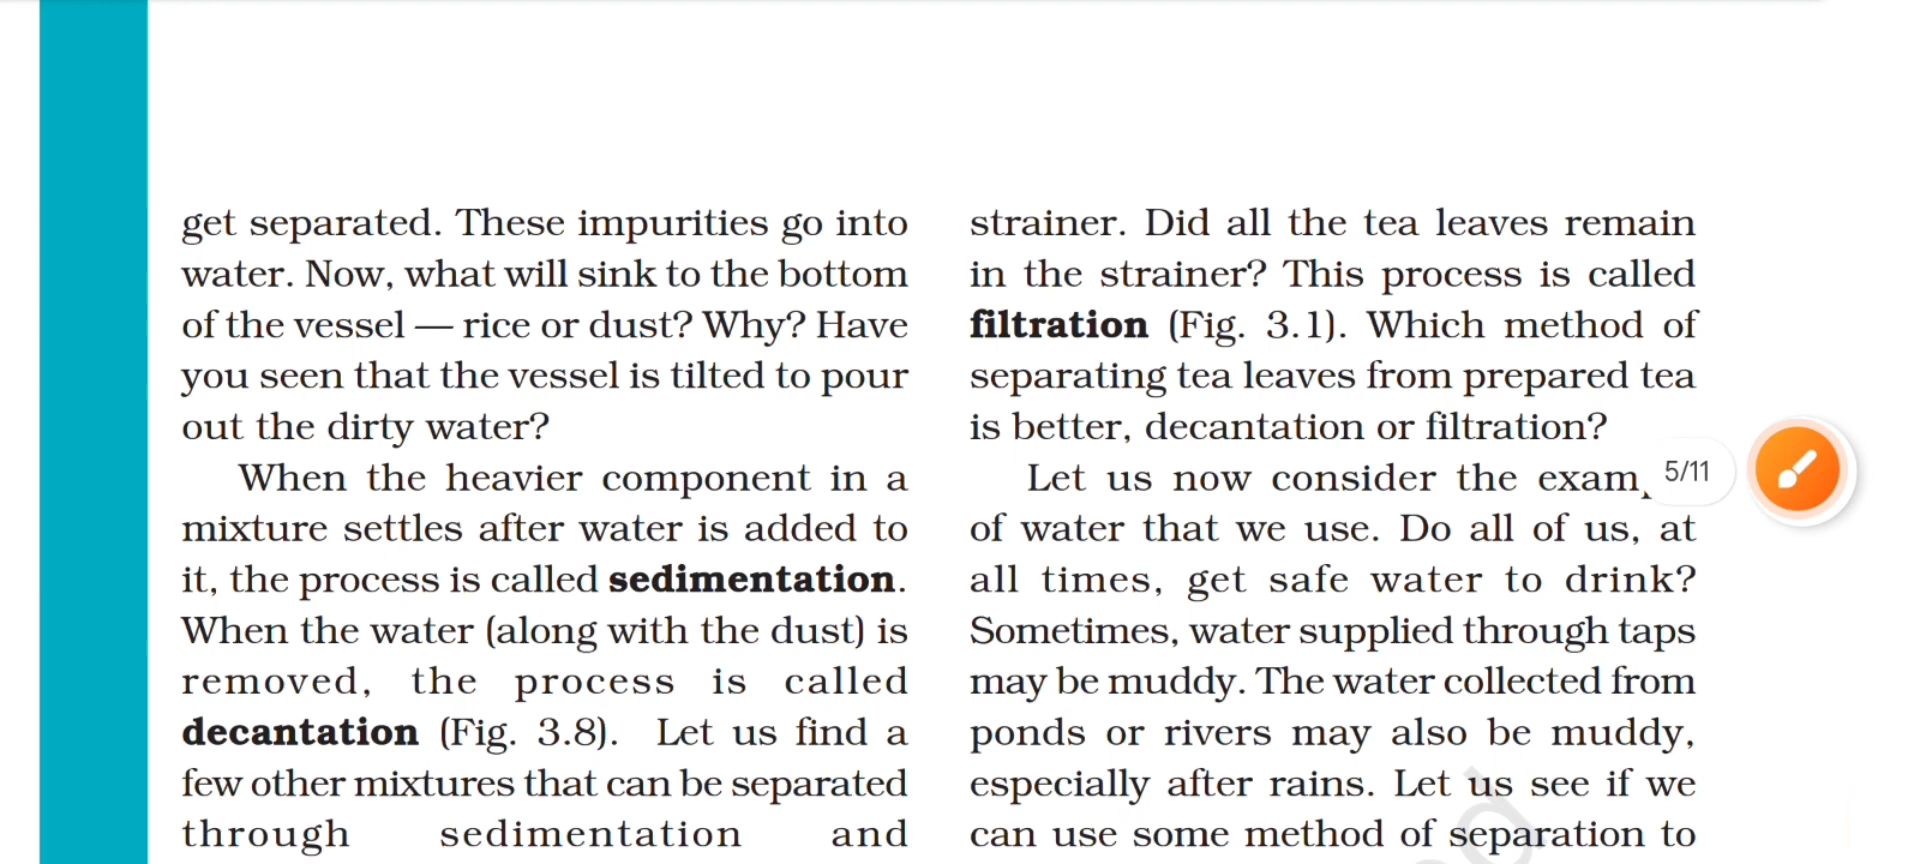 get separated. These impurities go into
water. Now, what will sink to the bottom
of the vessel — rice or dust? Why? Have
you seen that the vessel is tilted to pour
out the dirty water?
When the heavier component in a
mixture settles after water is added to
it, the process is called sedimentation.
When the water (along with the dust) is
removed, the process is called
decantation (Fig. 3.8). Let us find a
few other mixtures that can be separated
through sedimentation and
strainer. Did all the tea leaves remain
in the strainer? This process is called
filtration (Fig. 3.1). Which method of
separating tea leaves from prepared tea
is better, decantation or filtration?
Let us now consider the exam
of water that we use. Do all of us, at
all times, get safe water to drink?
Sometimes, water supplied through taps
may be muddy. The water collected from
ponds or rivers may also be muddy,
especially after rains. Let us see if we
can use some method of separation to
5/11